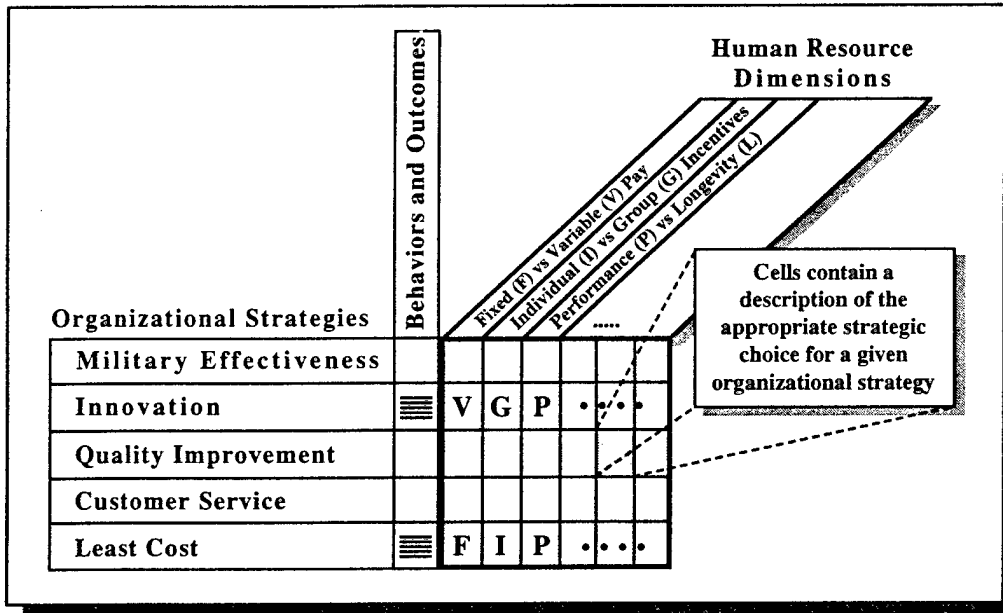 Human Resource
Dimensions
Behaviors and Outcomes
Fixed (F) vs Variable (V) Pay
Individual (I) vs Group (G) Incentives
Performance (P) vs Longevity (L)
.....
Cells contain a
description of the
appropriate strategic
choice for a given
organizational strategy
Organizational Strategies
Military Effectiveness
Innovation V G P • • • •
Quality Improvement
Customer Service
Least Cost F I P • • • •